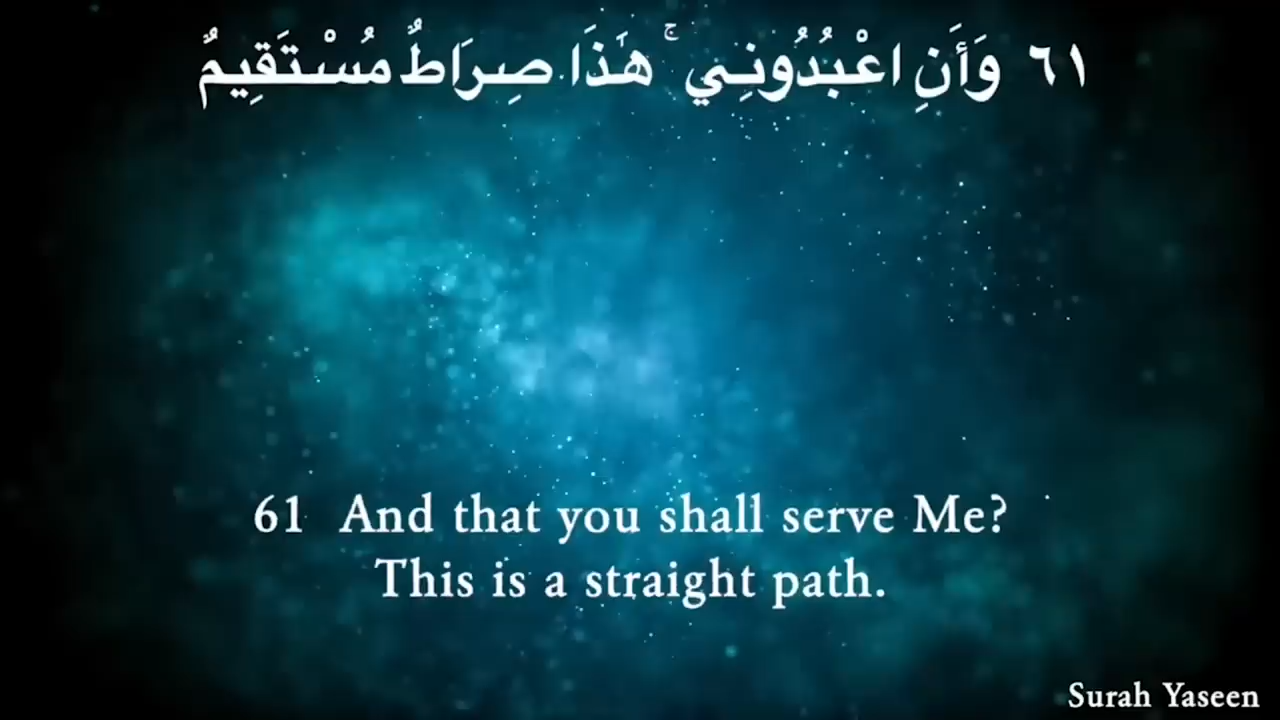 ٦١ وَأَنِ اعْبُدُونِي ۚ هَٰذَا صِرَاطٌ مُسْتَقِيمٌ
61 And that you shall serve Me?
This is a straight path.
Surah Yaseen